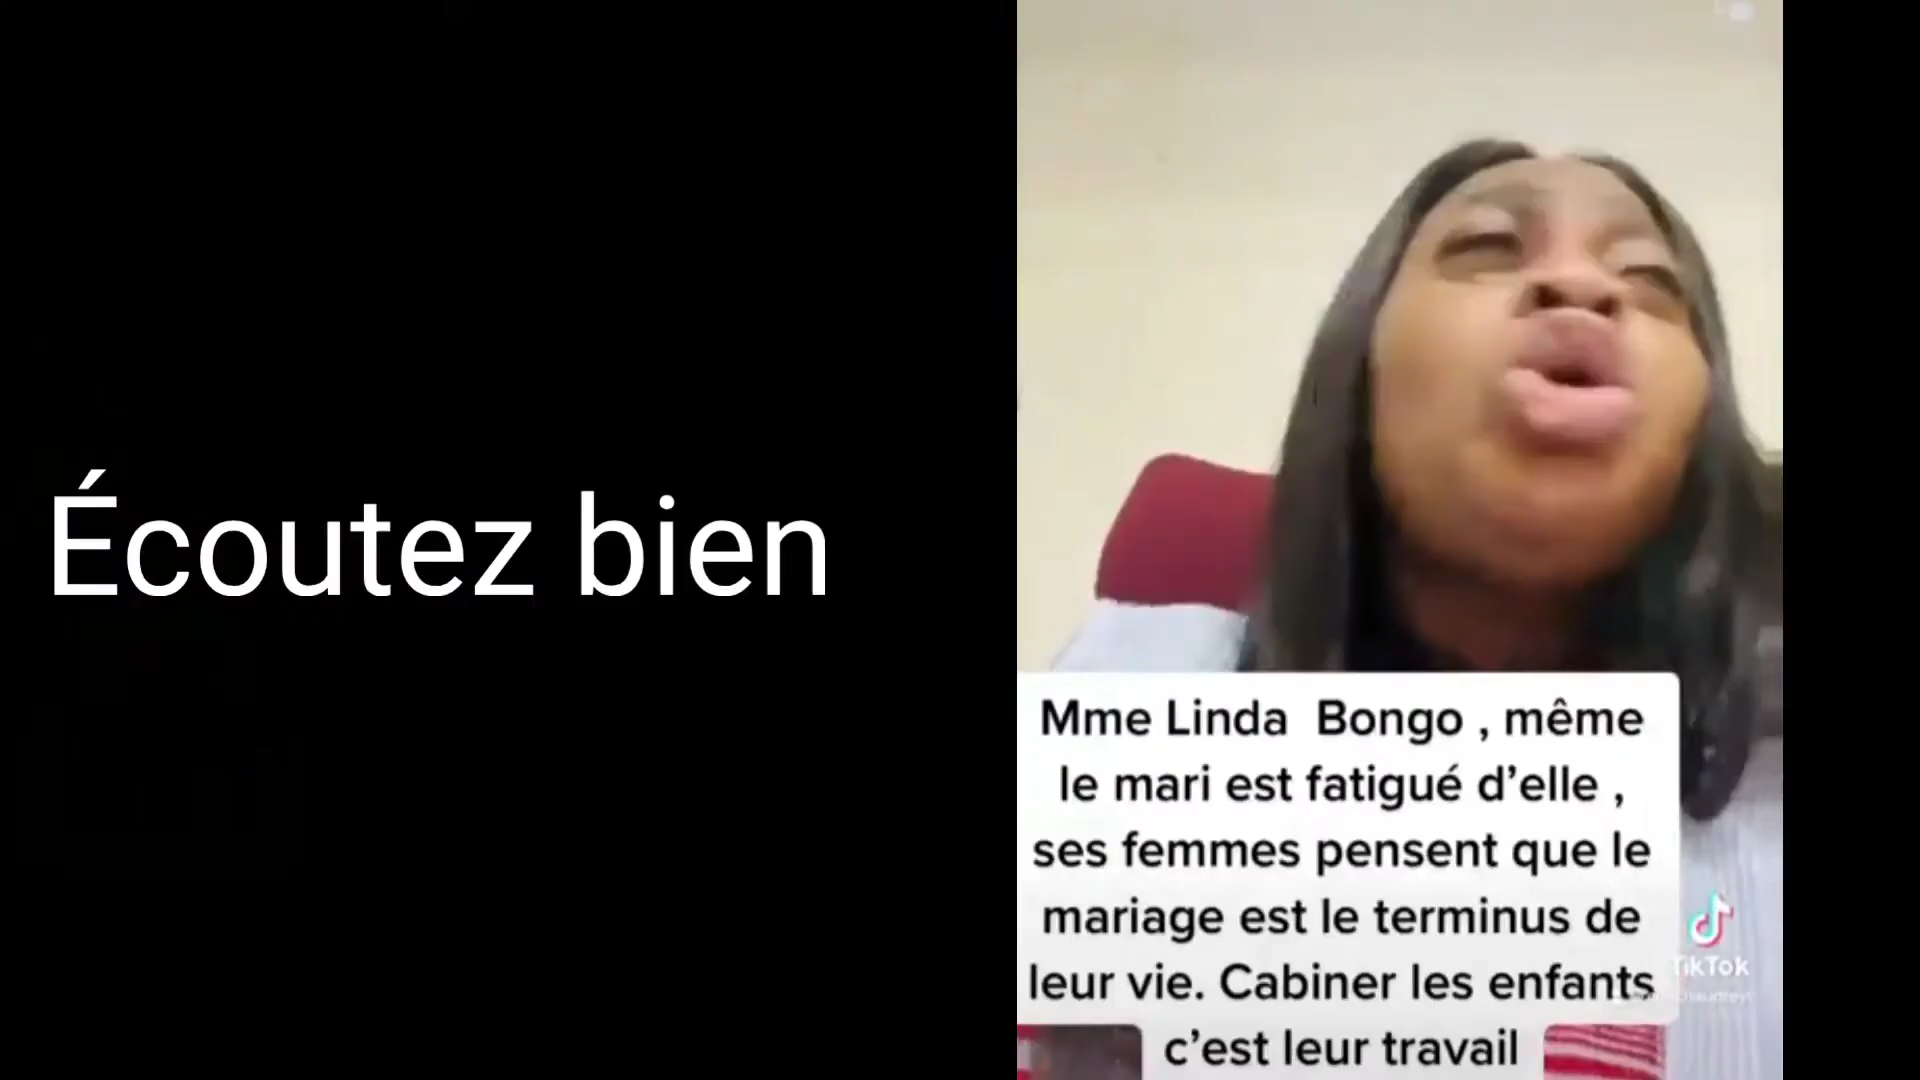 Écoutez bien
Mme Linda Bongo , même
le mari est fatigué d’elle ,
ses femmes pensent que le
mariage est le terminus de
leur vie. Cabiner les enfants
c’est leur travail
TikTok